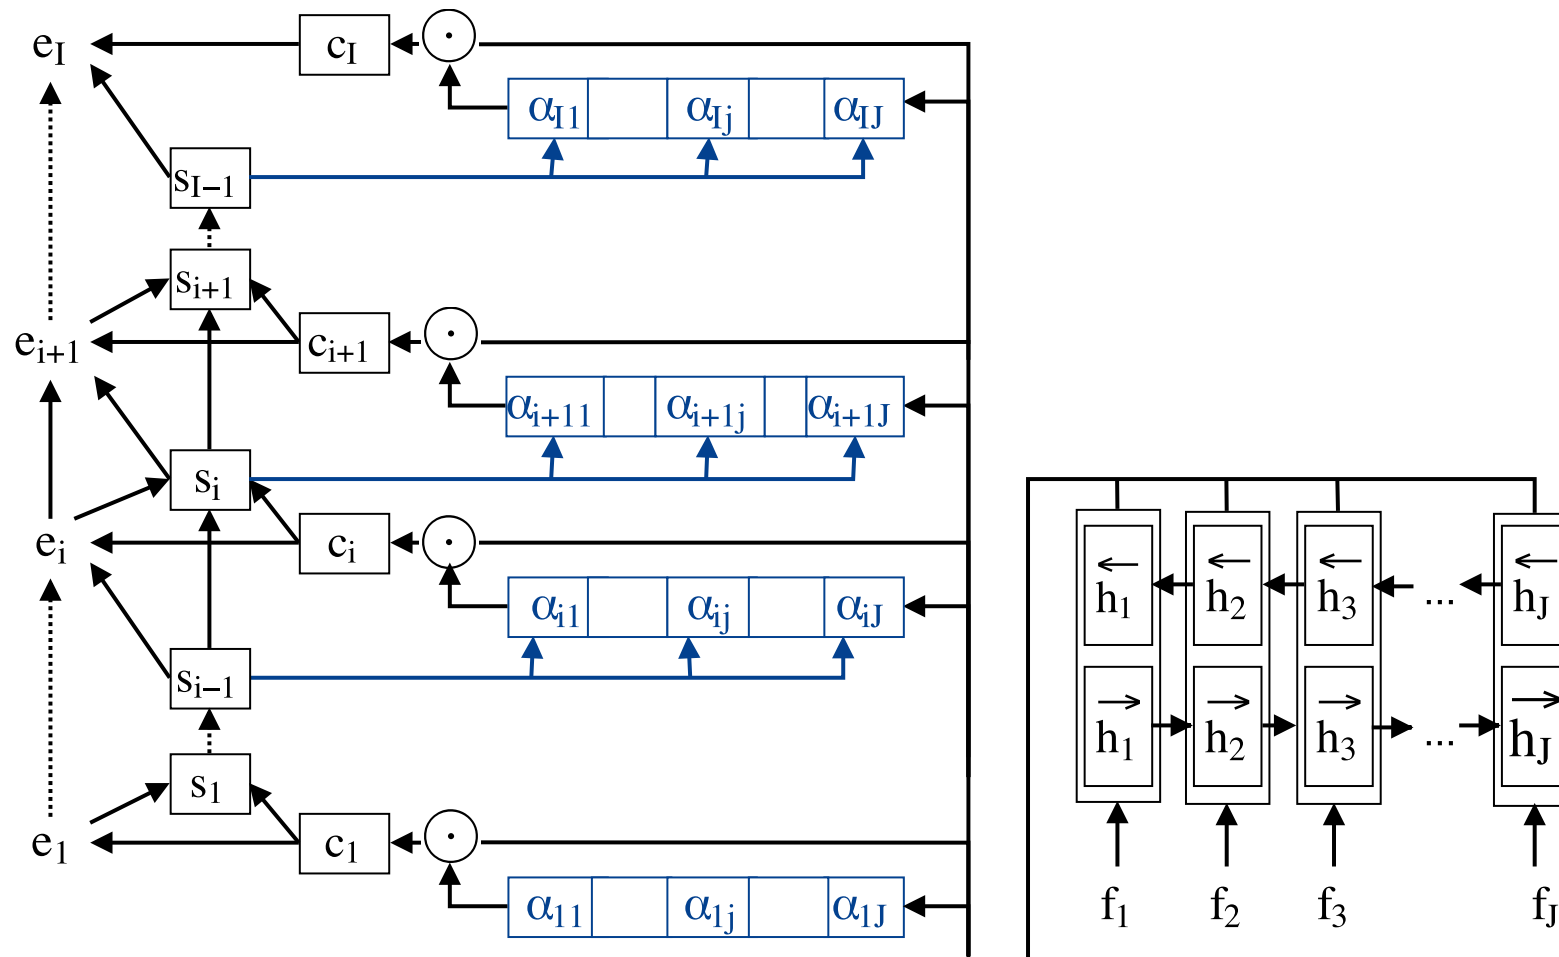 e_I c_I ·
α_I1 α_Ij α_IJ
s_I−1
s_i+1
e_i+1 c_i+1 ·
α_i+11 α_i+1j α_i+1J
s_i
e_i c_i ·
α_i1 α_ij α_iJ
s_i−1
s_1
e_1 c_1 ·
α_11 α_1j α_1J
←h_1 ←h_2 ←h_3 ... ←h_J
→h_1 →h_2 →h_3 ... →h_J
f_1 f_2 f_3 f_J